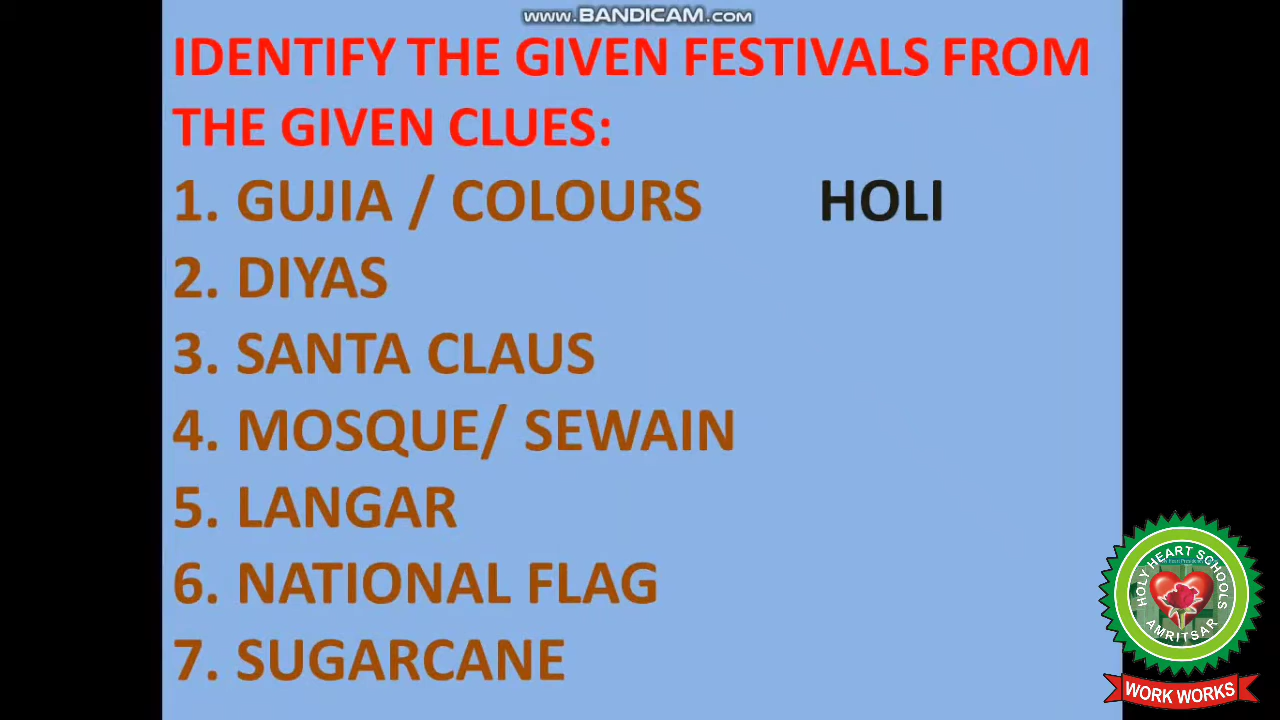 www.BANDICAM.com
IDENTIFY THE GIVEN FESTIVALS FROM
THE GIVEN CLUES:
1. GUJIA / COLOURS HOLI
2. DIYAS
3. SANTA CLAUS
4. MOSQUE/ SEWAIN
5. LANGAR
6. NATIONAL FLAG
7. SUGARCANE
HOLY HEART SCHOOLS
AMRITSAR
WORK WORKS